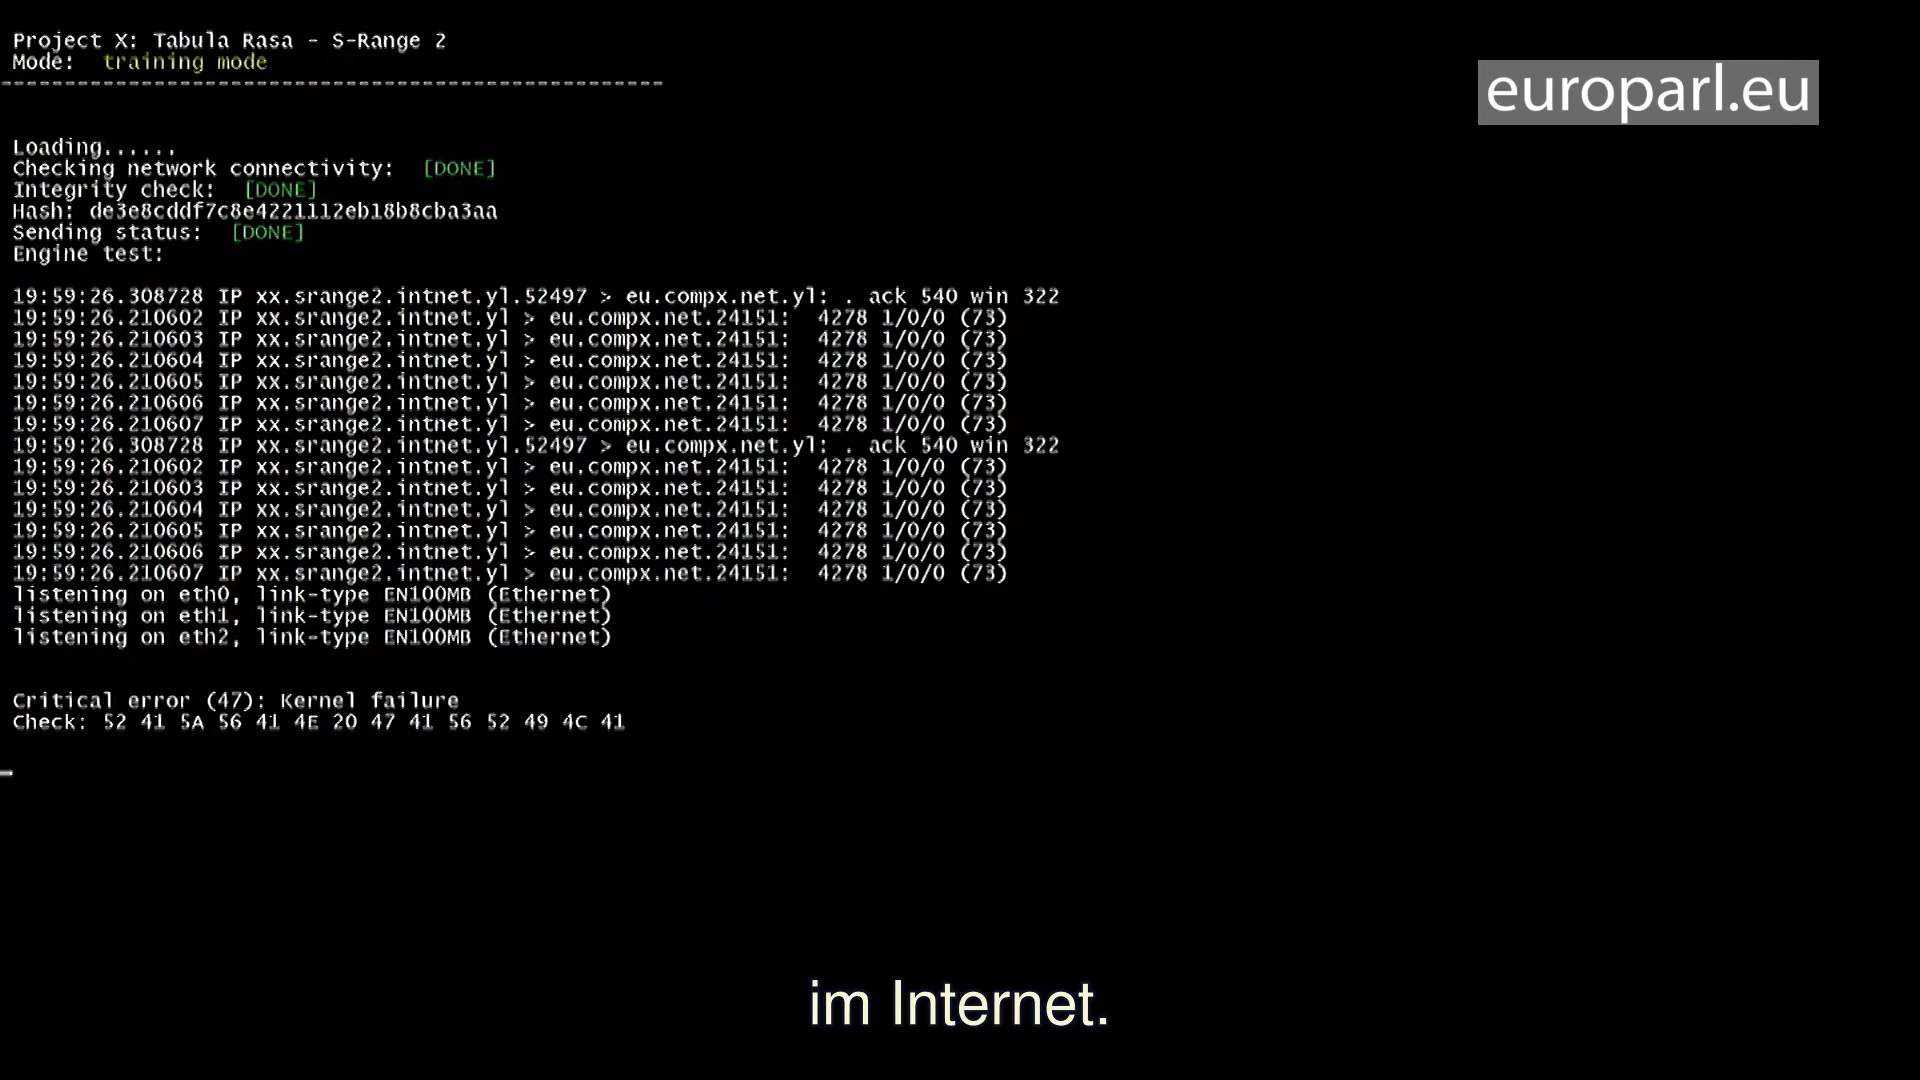 Project X: Tabula Rasa - S-Range 2
Mode: training mode
----------------------------------------------------
europarl.eu
Loading......
Checking network connectivity: [DONE]
Integrity check: [DONE]
Hash: de3e8cddf7c8e4221112eb18b8cba3aa
Sending status: [DONE]
Engine test:
19:59:26.308728 IP xx.srange2.intnet.yl.52497 > eu.compx.net.yl: . ack 540 win 322
19:59:26.210602 IP xx.srange2.intnet.yl > eu.compx.net.24151: 4278 1/0/0 (73)
19:59:26.210603 IP xx.srange2.intnet.yl > eu.compx.net.24151: 4278 1/0/0 (73)
19:59:26.210604 IP xx.srange2.intnet.yl > eu.compx.net.24151: 4278 1/0/0 (73)
19:59:26.210605 IP xx.srange2.intnet.yl > eu.compx.net.24151: 4278 1/0/0 (73)
19:59:26.210606 IP xx.srange2.intnet.yl > eu.compx.net.24151: 4278 1/0/0 (73)
19:59:26.210607 IP xx.srange2.intnet.yl > eu.compx.net.24151: 4278 1/0/0 (73)
19:59:26.308728 IP xx.srange2.intnet.yl.52497 > eu.compx.net.yl: . ack 540 win 322
19:59:26.210602 IP xx.srange2.intnet.yl > eu.compx.net.24151: 4278 1/0/0 (73)
19:59:26.210603 IP xx.srange2.intnet.yl > eu.compx.net.24151: 4278 1/0/0 (73)
19:59:26.210604 IP xx.srange2.intnet.yl > eu.compx.net.24151: 4278 1/0/0 (73)
19:59:26.210605 IP xx.srange2.intnet.yl > eu.compx.net.24151: 4278 1/0/0 (73)
19:59:26.210606 IP xx.srange2.intnet.yl > eu.compx.net.24151: 4278 1/0/0 (73)
19:59:26.210607 IP xx.srange2.intnet.yl > eu.compx.net.24151: 4278 1/0/0 (73)
listening on eth0, link-type EN100MB (Ethernet)
listening on eth1, link-type EN100MB (Ethernet)
listening on eth2, link-type EN100MB (Ethernet)
Critical error (47): Kernel failure
Check: 52 41 5A 56 41 4E 20 47 41 56 52 49 4C 41
im Internet.